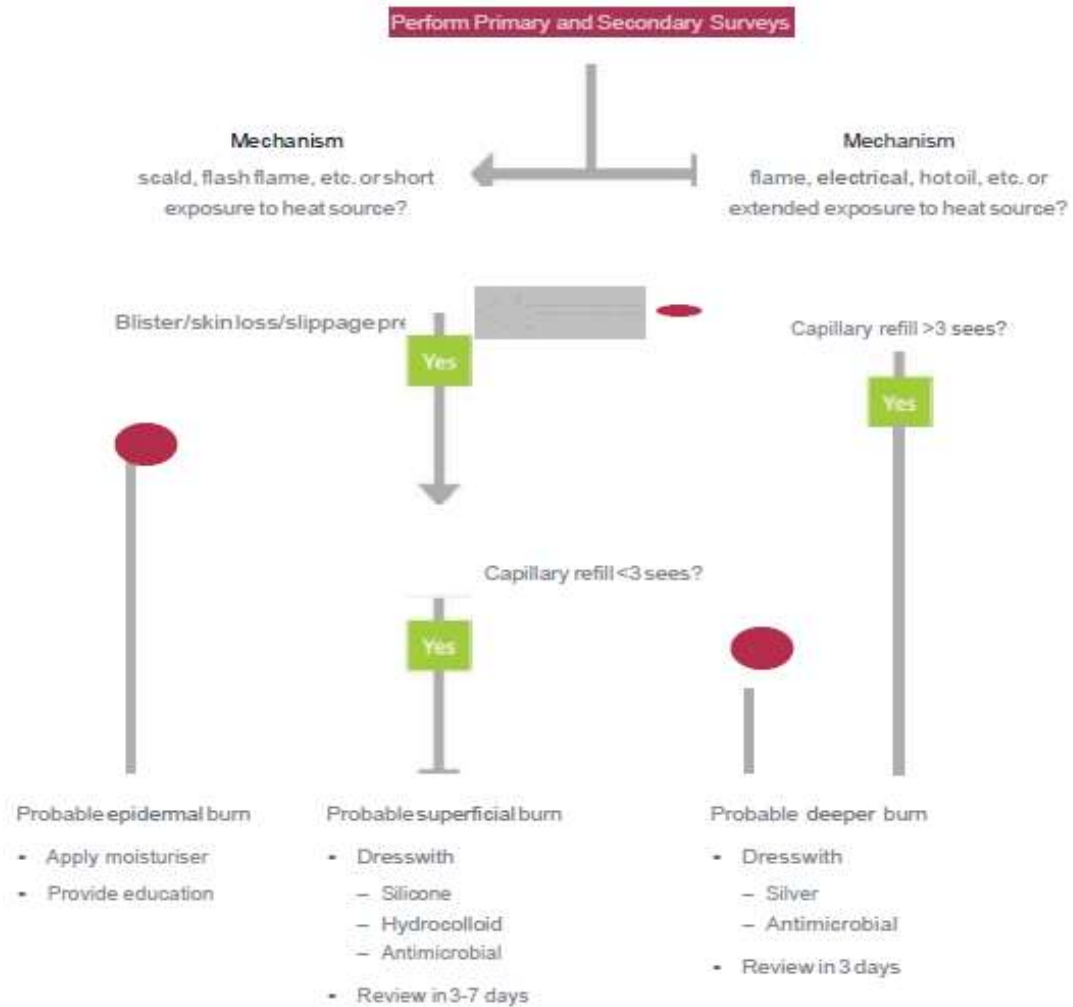 Perform Primary and Secondary Surveys
Mechanism
scald, flash flame, etc. or short
exposure to heat source?
Mechanism
flame, electrical, hot oil, etc. or
extended exposure to heat source?
Blister/skin loss/slippage pre
Yes
Capillary refill >3 sees?
Yes
Capillary refill <3 sees?
Yes
Probable epidermal burn
• Apply moisturiser
• Provide education
Probable superficial burn
• Dress with
– Silicone
– Hydrocolloid
– Antimicrobial
• Review in 3-7 days
Probable deeper burn
• Dress with
– Silver
– Antimicrobial
• Review in 3 days